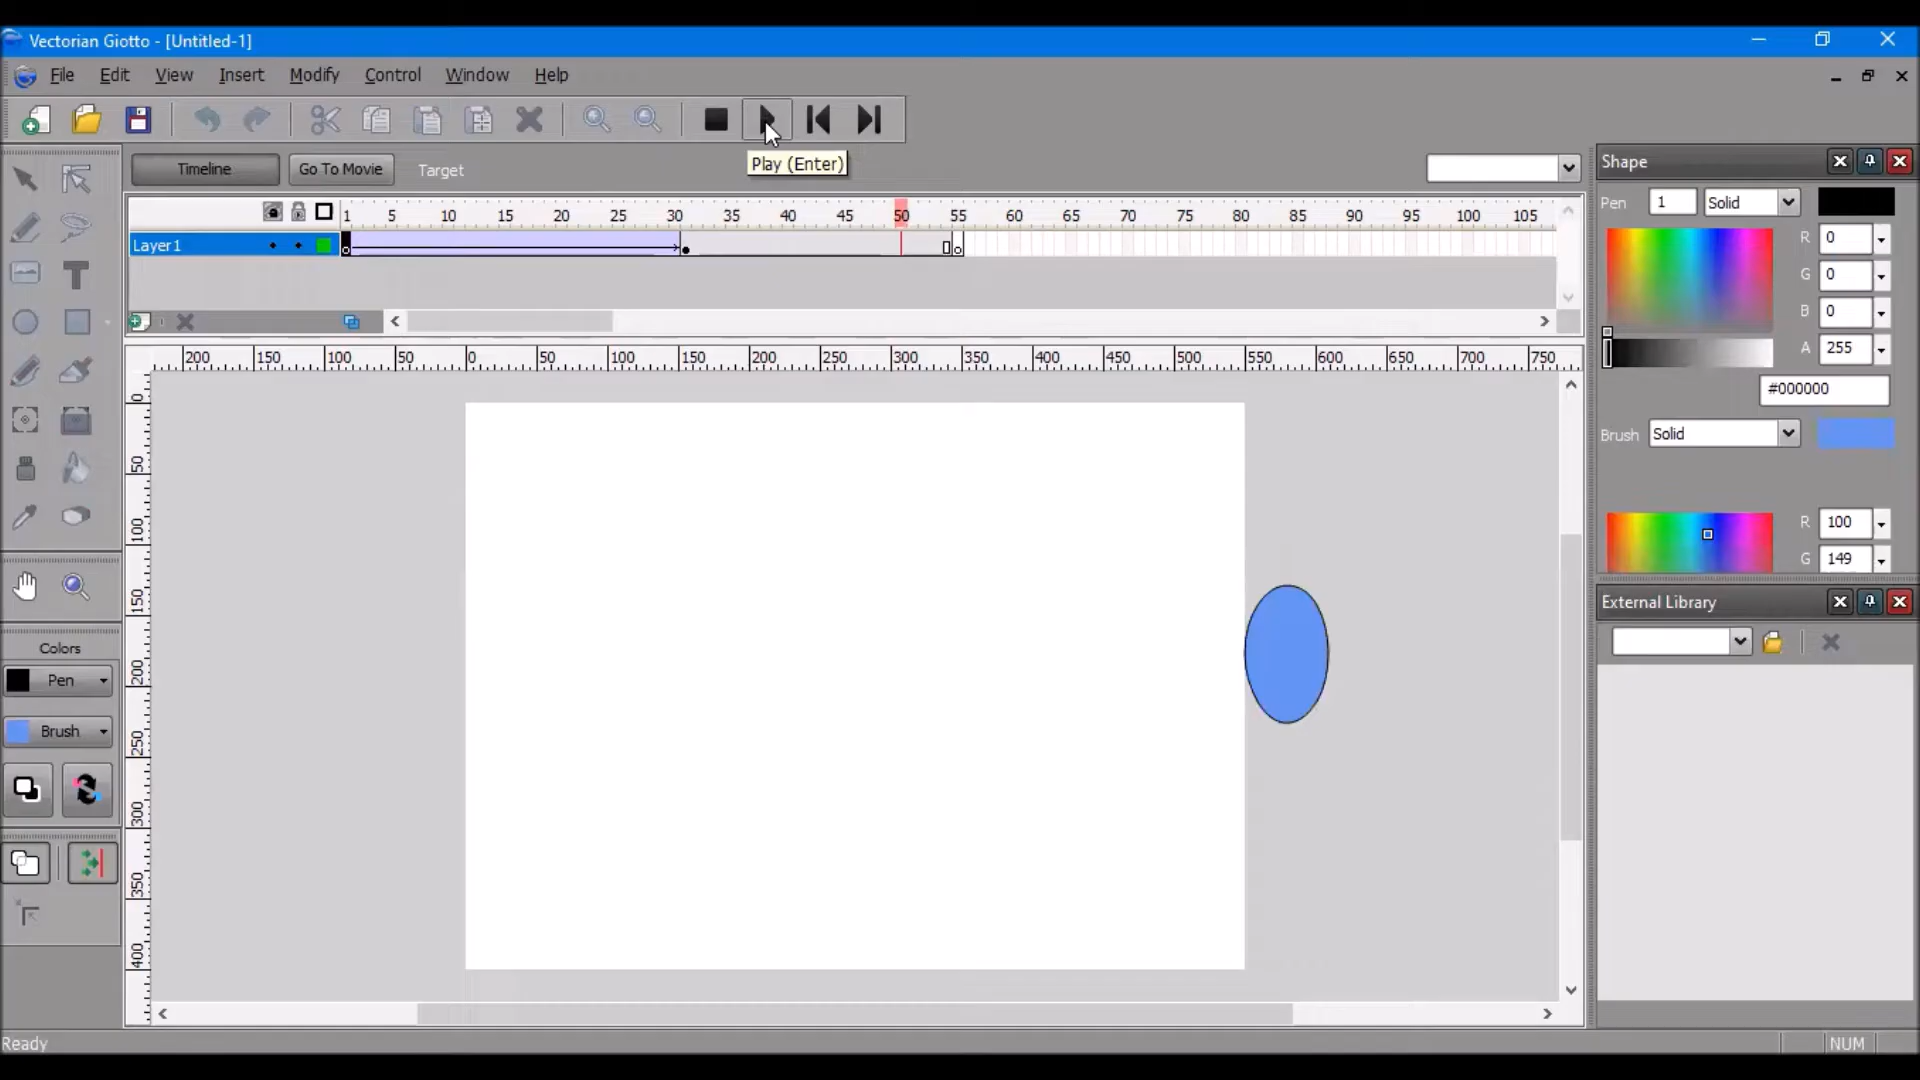 Vectorian Giotto - [Untitled-1]
File Edit View Insert Modify Control Window Help
Play (Enter)
Timeline Go To Movie Target
1 5 10 15 20 25 30 35 40 45 50 55 60 65 70 75 80 85 90 95 100 105
Layer1
200 150 100 50 0 50 100 150 200 250 300 350 400 450 500 550 600 650 700 750
0
50
100
150
200
250
300
350
400
Colors
Pen
Brush
Shape
Pen 1 Solid
R 0
G 0
B 0
A 255
#000000
Brush Solid
R 100
G 149
External Library
Ready
NUM